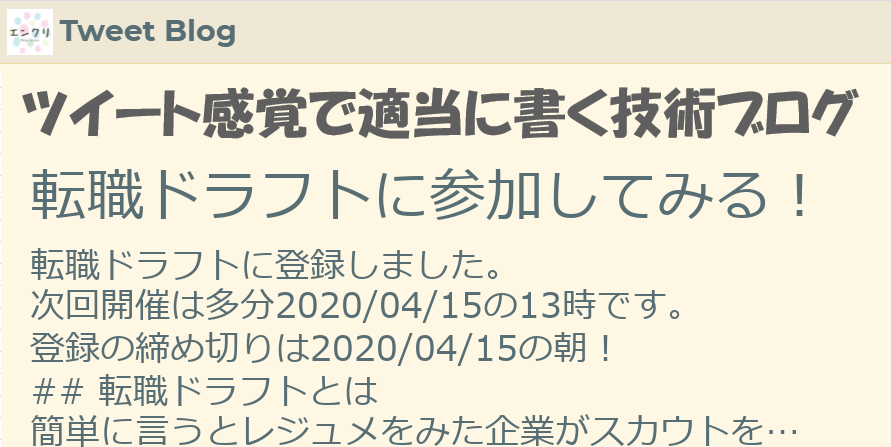 エンクリ
Tweet Blog
ツイート感覚で適当に書く技術ブログ
転職ドラフトに参加してみる！
転職ドラフトに登録しました。
次回開催は多分2020/04/15の13時です。
登録の締め切りは2020/04/15の朝！
## 転職ドラフトとは
簡単に言うとレジュメをみた企業がスカウトを…